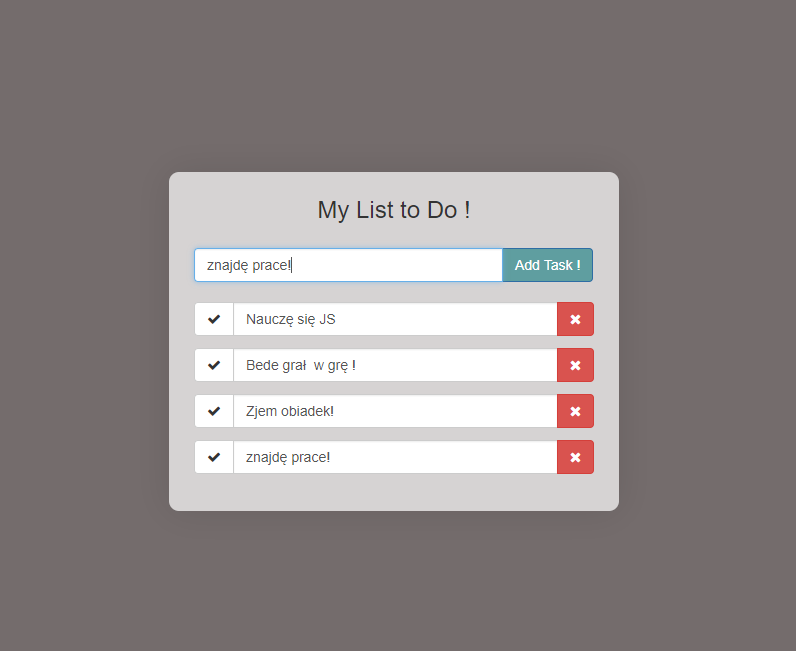 My List to Do !
znajdę prace!
Add Task !
Nauczę się JS
Bede grał  w grę !
Zjem obiadek!
znajdę prace!